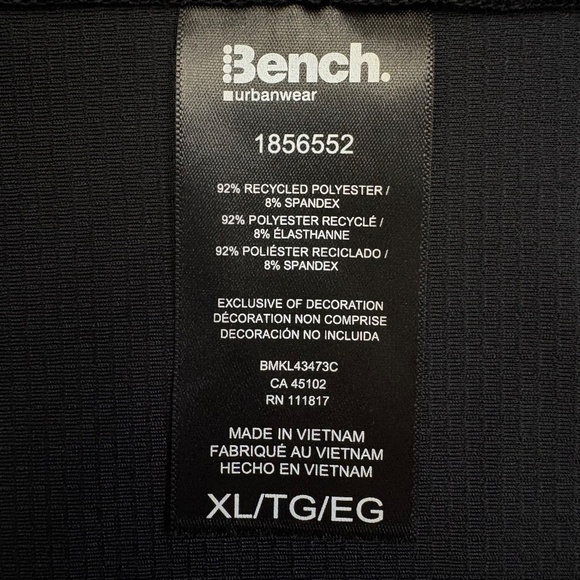 Bench.
urbanwear
1856552
92% RECYCLED POLYESTER /
8% SPANDEX
92% POLYESTER RECYCLÉ /
8% ÉLASTHANNE
92% POLIÉSTER RECICLADO /
8% SPANDEX
EXCLUSIVE OF DECORATION
DÉCORATION NON COMPRISE
DECORACIÓN NO INCLUIDA
BMKL43473C
CA 45102
RN 111817
MADE IN VIETNAM
FABRIQUÉ AU VIETNAM
HECHO EN VIETNAM
XL/TG/EG